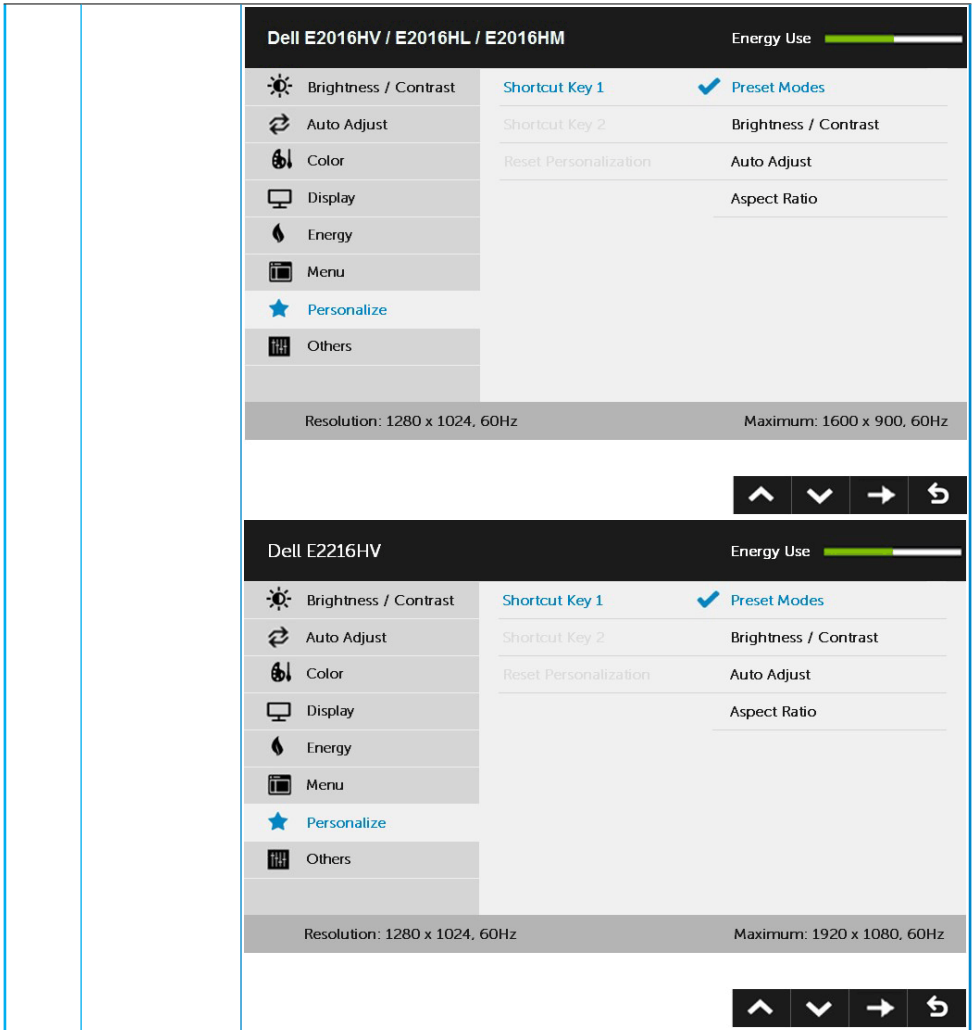 Dell E2016HV / E2016HL / E2016HM Energy Use
Brightness / Contrast Shortcut Key 1 Preset Modes
Auto Adjust Shortcut Key 2 Brightness / Contrast
Color Reset Personalization Auto Adjust
Display Aspect Ratio
Energy
Menu
Personalize
Others
Resolution: 1280 x 1024, 60Hz Maximum: 1600 x 900, 60Hz
Dell E2216HV Energy Use
Brightness / Contrast Shortcut Key 1 Preset Modes
Auto Adjust Shortcut Key 2 Brightness / Contrast
Color Reset Personalization Auto Adjust
Display Aspect Ratio
Energy
Menu
Personalize
Others
Resolution: 1280 x 1024, 60Hz Maximum: 1920 x 1080, 60Hz